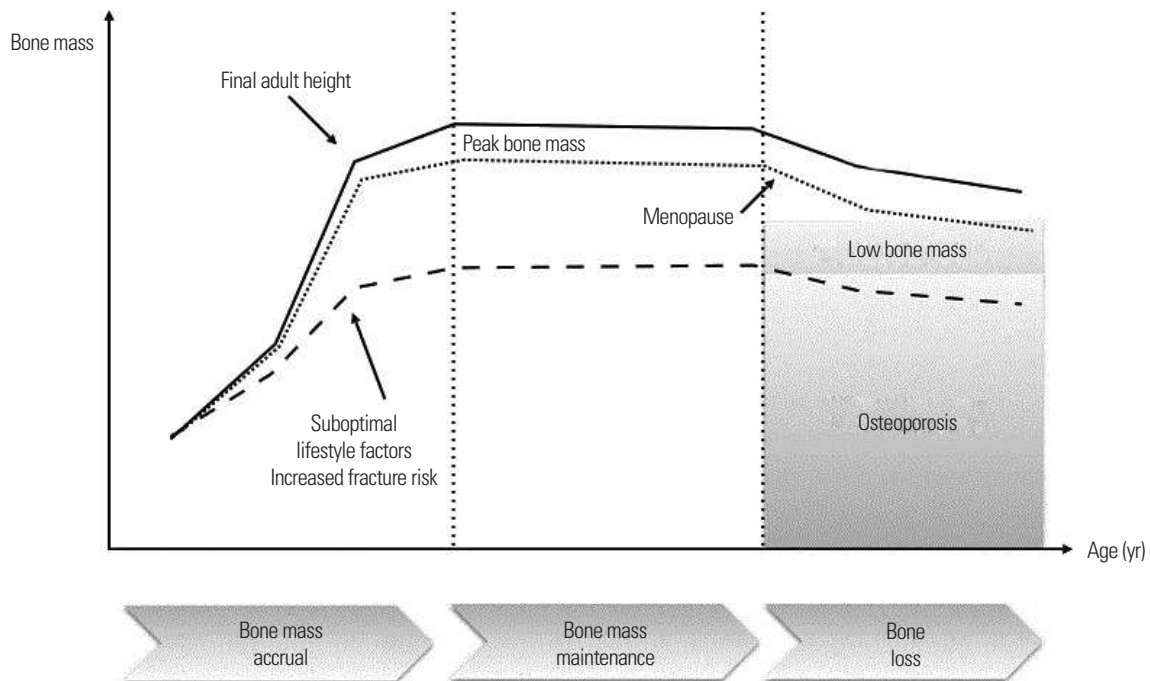 Bone mass
Final adult height
Peak bone mass
Menopause
Low bone mass
Suboptimal
lifestyle factors
Increased fracture risk
Osteoporosis
Age (yr)
Bone mass
accrual
Bone mass
maintenance
Bone
loss